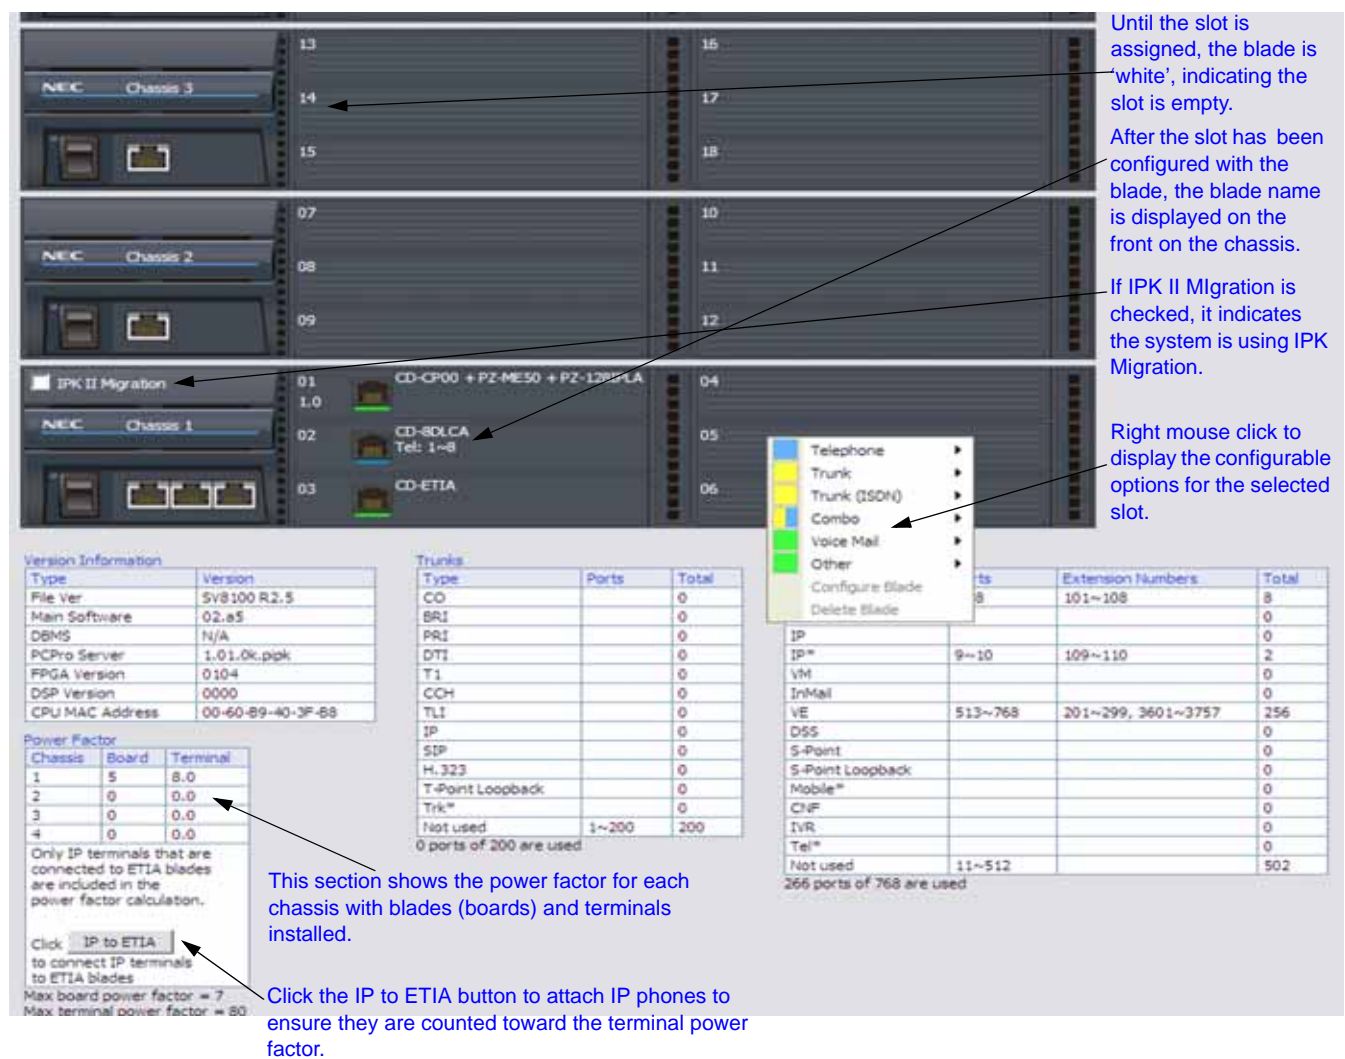 Until the slot is
assigned, the blade is
‘white’, indicating the
slot is empty.
After the slot has been
configured with the
blade, the blade name
is displayed on the
front on the chassis.
If IPK II MIgration is
checked, it indicates
the system is using IPK
Migration.
Right mouse click to
display the configurable
options for the selected
slot.
13 16
NEC Chassis 3
14 17
15 18
07 10
NEC Chassis 2
08 11
09 12
IPK II Migration
01 CD-CP00 + PZ-ME50 + PZ-128IPLA 04
1.0
NEC Chassis 1
02 CD-8DLCA 05
Tel: 1~8
03 CD-ETIA 06
Telephone
Trunk
Trunk (ISDN)
Combo
Voice Mail
Other
Configure Blade
Delete Blade
Version Information
Type Version
File Ver SV8100 R2.5
Main Software 02.a5
DBMS N/A
PCPro Server 1.01.0k.pipk
FPGA Version 0104
DSP Version 0000
CPU MAC Address 00-60-B9-40-3F-B8
Power Factor
Chassis Board Terminal
1 5 8.0
2 0 0.0
3 0 0.0
4 0 0.0
Only IP terminals that are
connected to ETIA blades
are included in the
power factor calculation.
Click IP to ETIA
to connect IP terminals
to ETIA blades
Max board power factor = 7
Max terminal power factor = 80
Trunks
Type Ports Total
CO 0
BRI 0
PRI 0
DTI 0
T1 0
CCH 0
TLI 0
IP 0
SIP 0
H.323 0
T-Point Loopback 0
Trk* 0
Not used 1~200 200
0 ports of 200 are used
Extension Numbers Total
8 101~108 8
0
IP 0
IP* 9~10 109~110 2
VM 0
InMail 0
VE 513~768 201~299, 3601~3757 256
DSS 0
S-Point 0
S-Point Loopback 0
Mobile* 0
CNF 0
IVR 0
Tel* 0
Not used 11~512 502
266 ports of 768 are used
This section shows the power factor for each
chassis with blades (boards) and terminals
installed.
Click the IP to ETIA button to attach IP phones to
ensure they are counted toward the terminal power
factor.